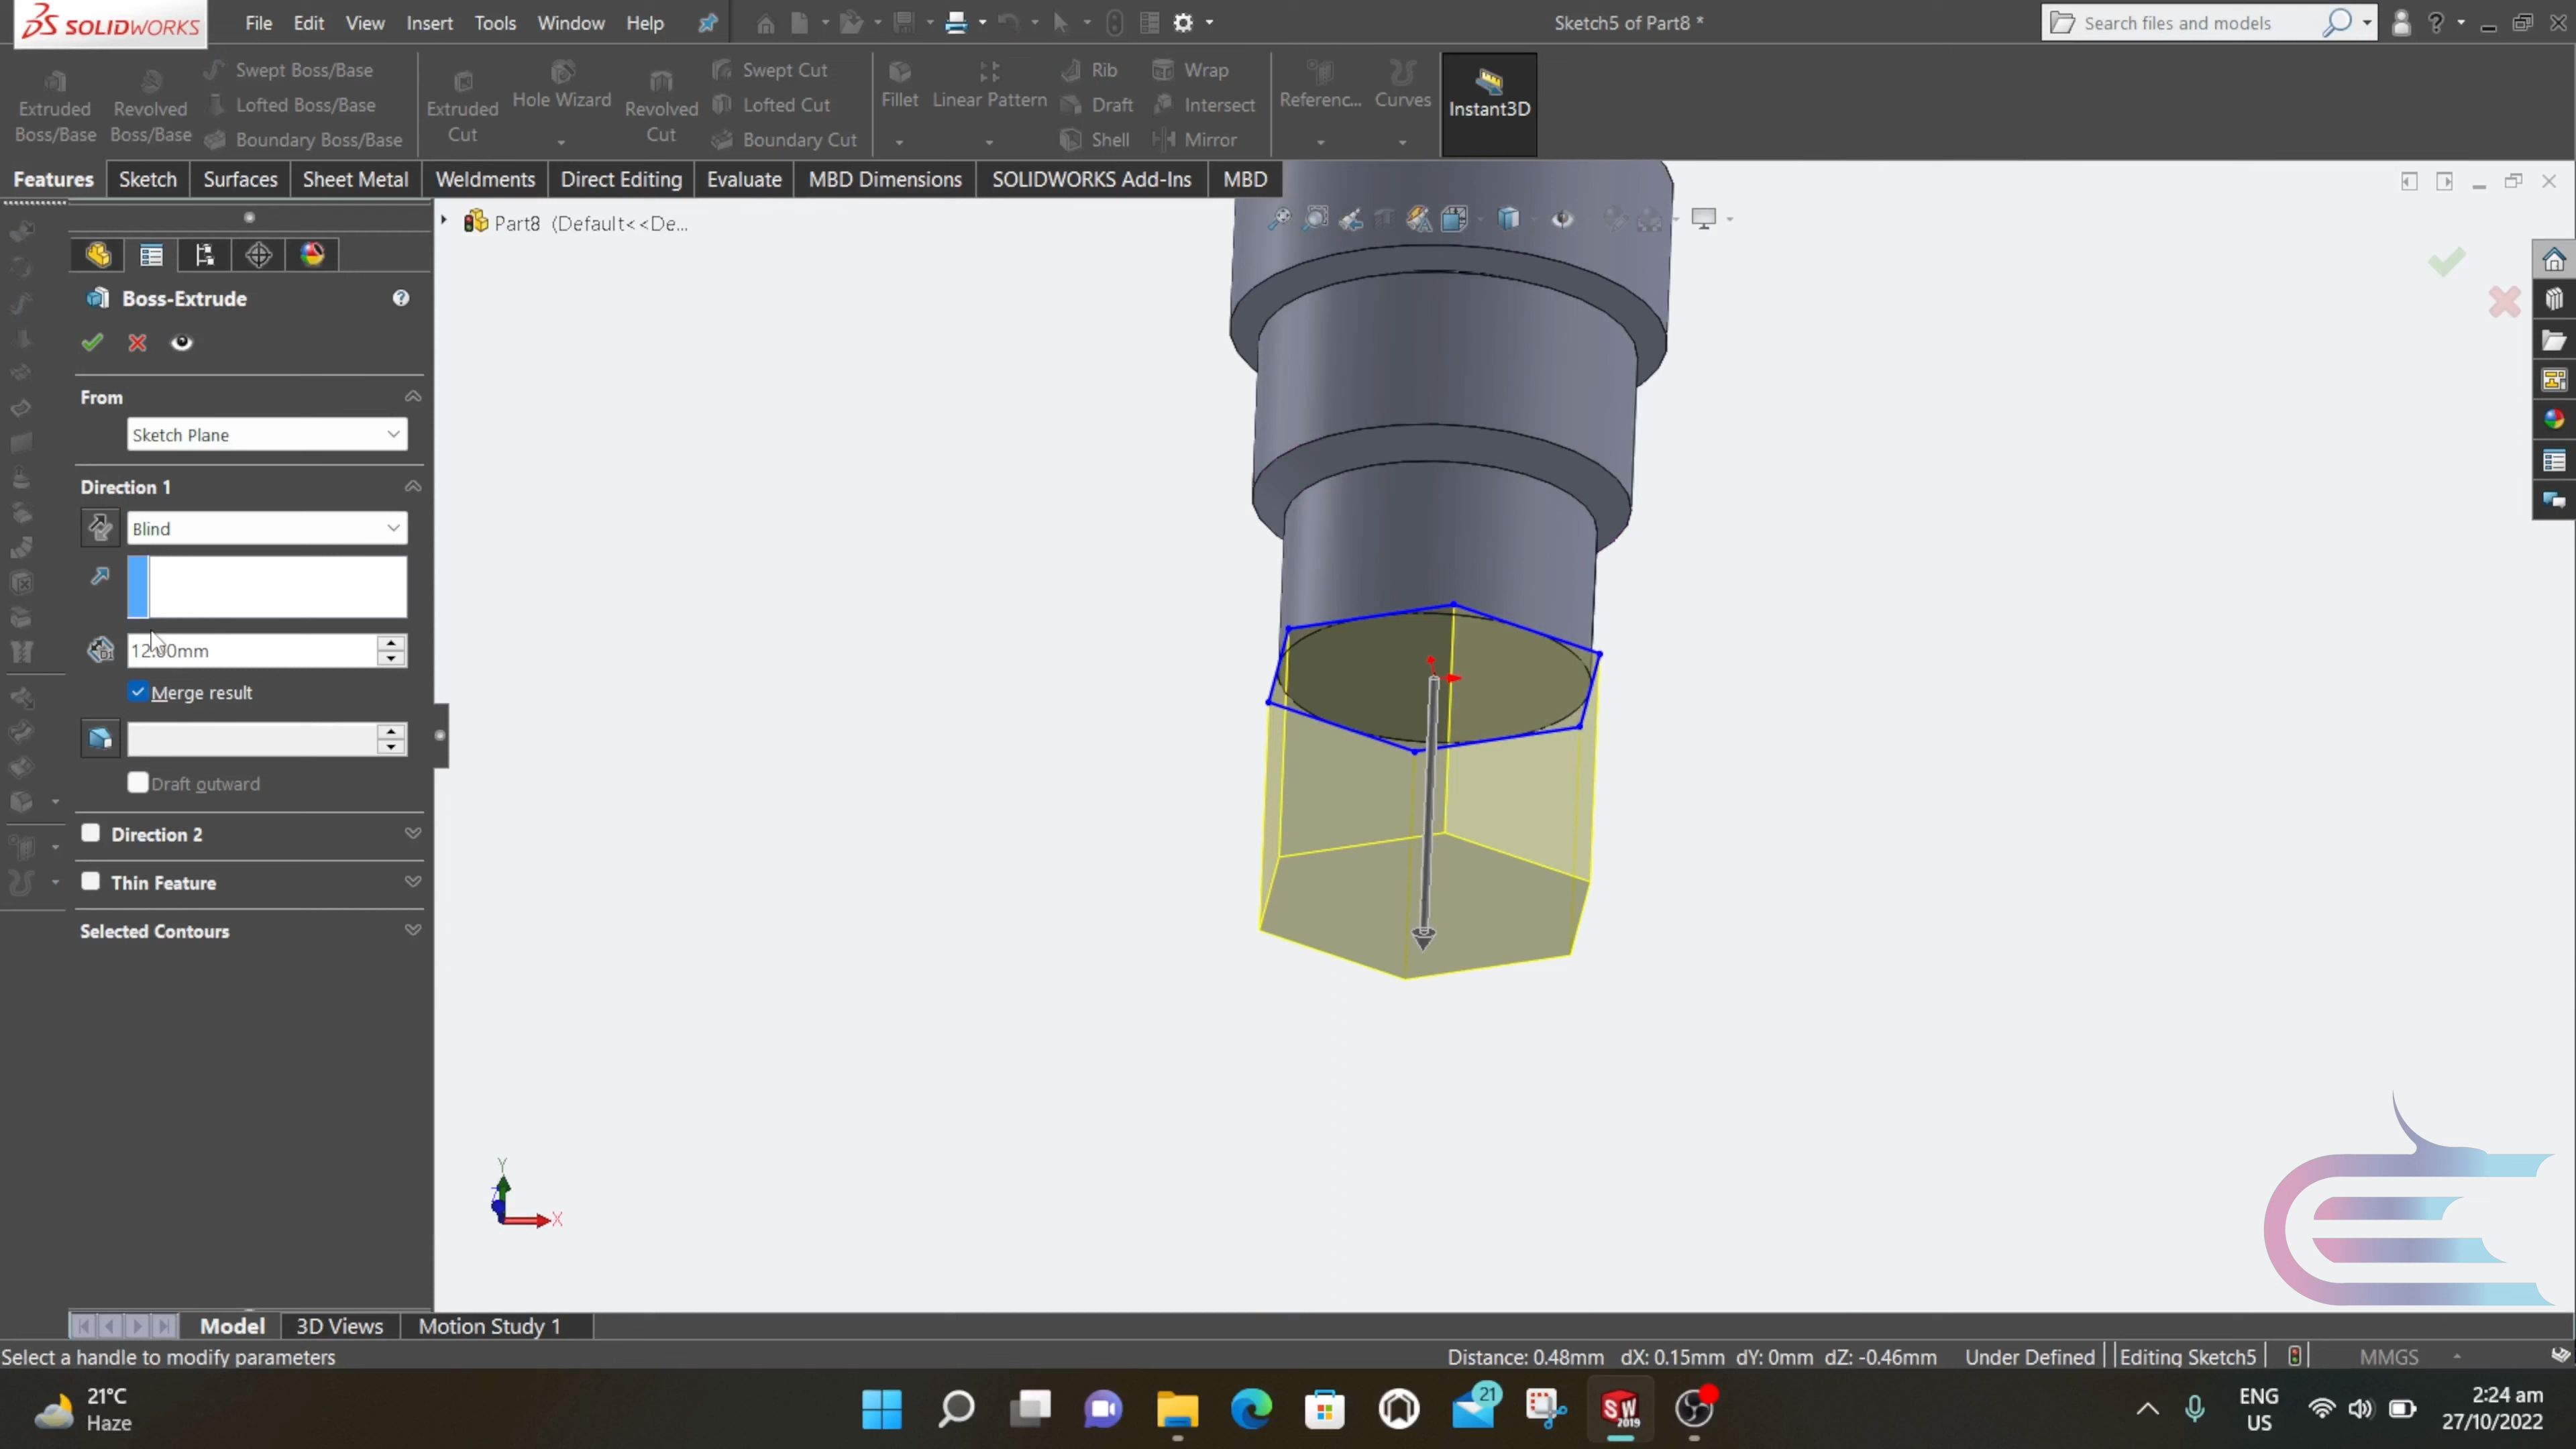 SOLIDWORKS File Edit View Insert Tools Window Help Sketch5 of Part8 * Search files and models
Extruded Boss/Base
Revolved Boss/Base
Swept Boss/Base
Lofted Boss/Base
Boundary Boss/Base
Extruded Cut
Hole Wizard
Revolved Cut
Swept Cut
Lofted Cut
Boundary Cut
Fillet
Linear Pattern
Rib
Draft
Shell
Wrap
Intersect
Mirror
Referenc...
Curves
Instant3D
Features Sketch Surfaces Sheet Metal Weldments Direct Editing Evaluate MBD Dimensions SOLIDWORKS Add-Ins MBD
Part8 (Default<<De...
Boss-Extrude
From
Sketch Plane
Direction 1
Blind
12.00mm
Merge result
Draft outward
Direction 2
Thin Feature
Selected Contours
Y
X
Model 3D Views Motion Study 1
Select a handle to modify parameters Distance: 0.48mm dX: 0.15mm dY: 0mm dZ: -0.46mm Under Defined Editing Sketch5 MMGS
21°C
Haze
21
SW
2019
ENG
US
2:24 am
27/10/2022